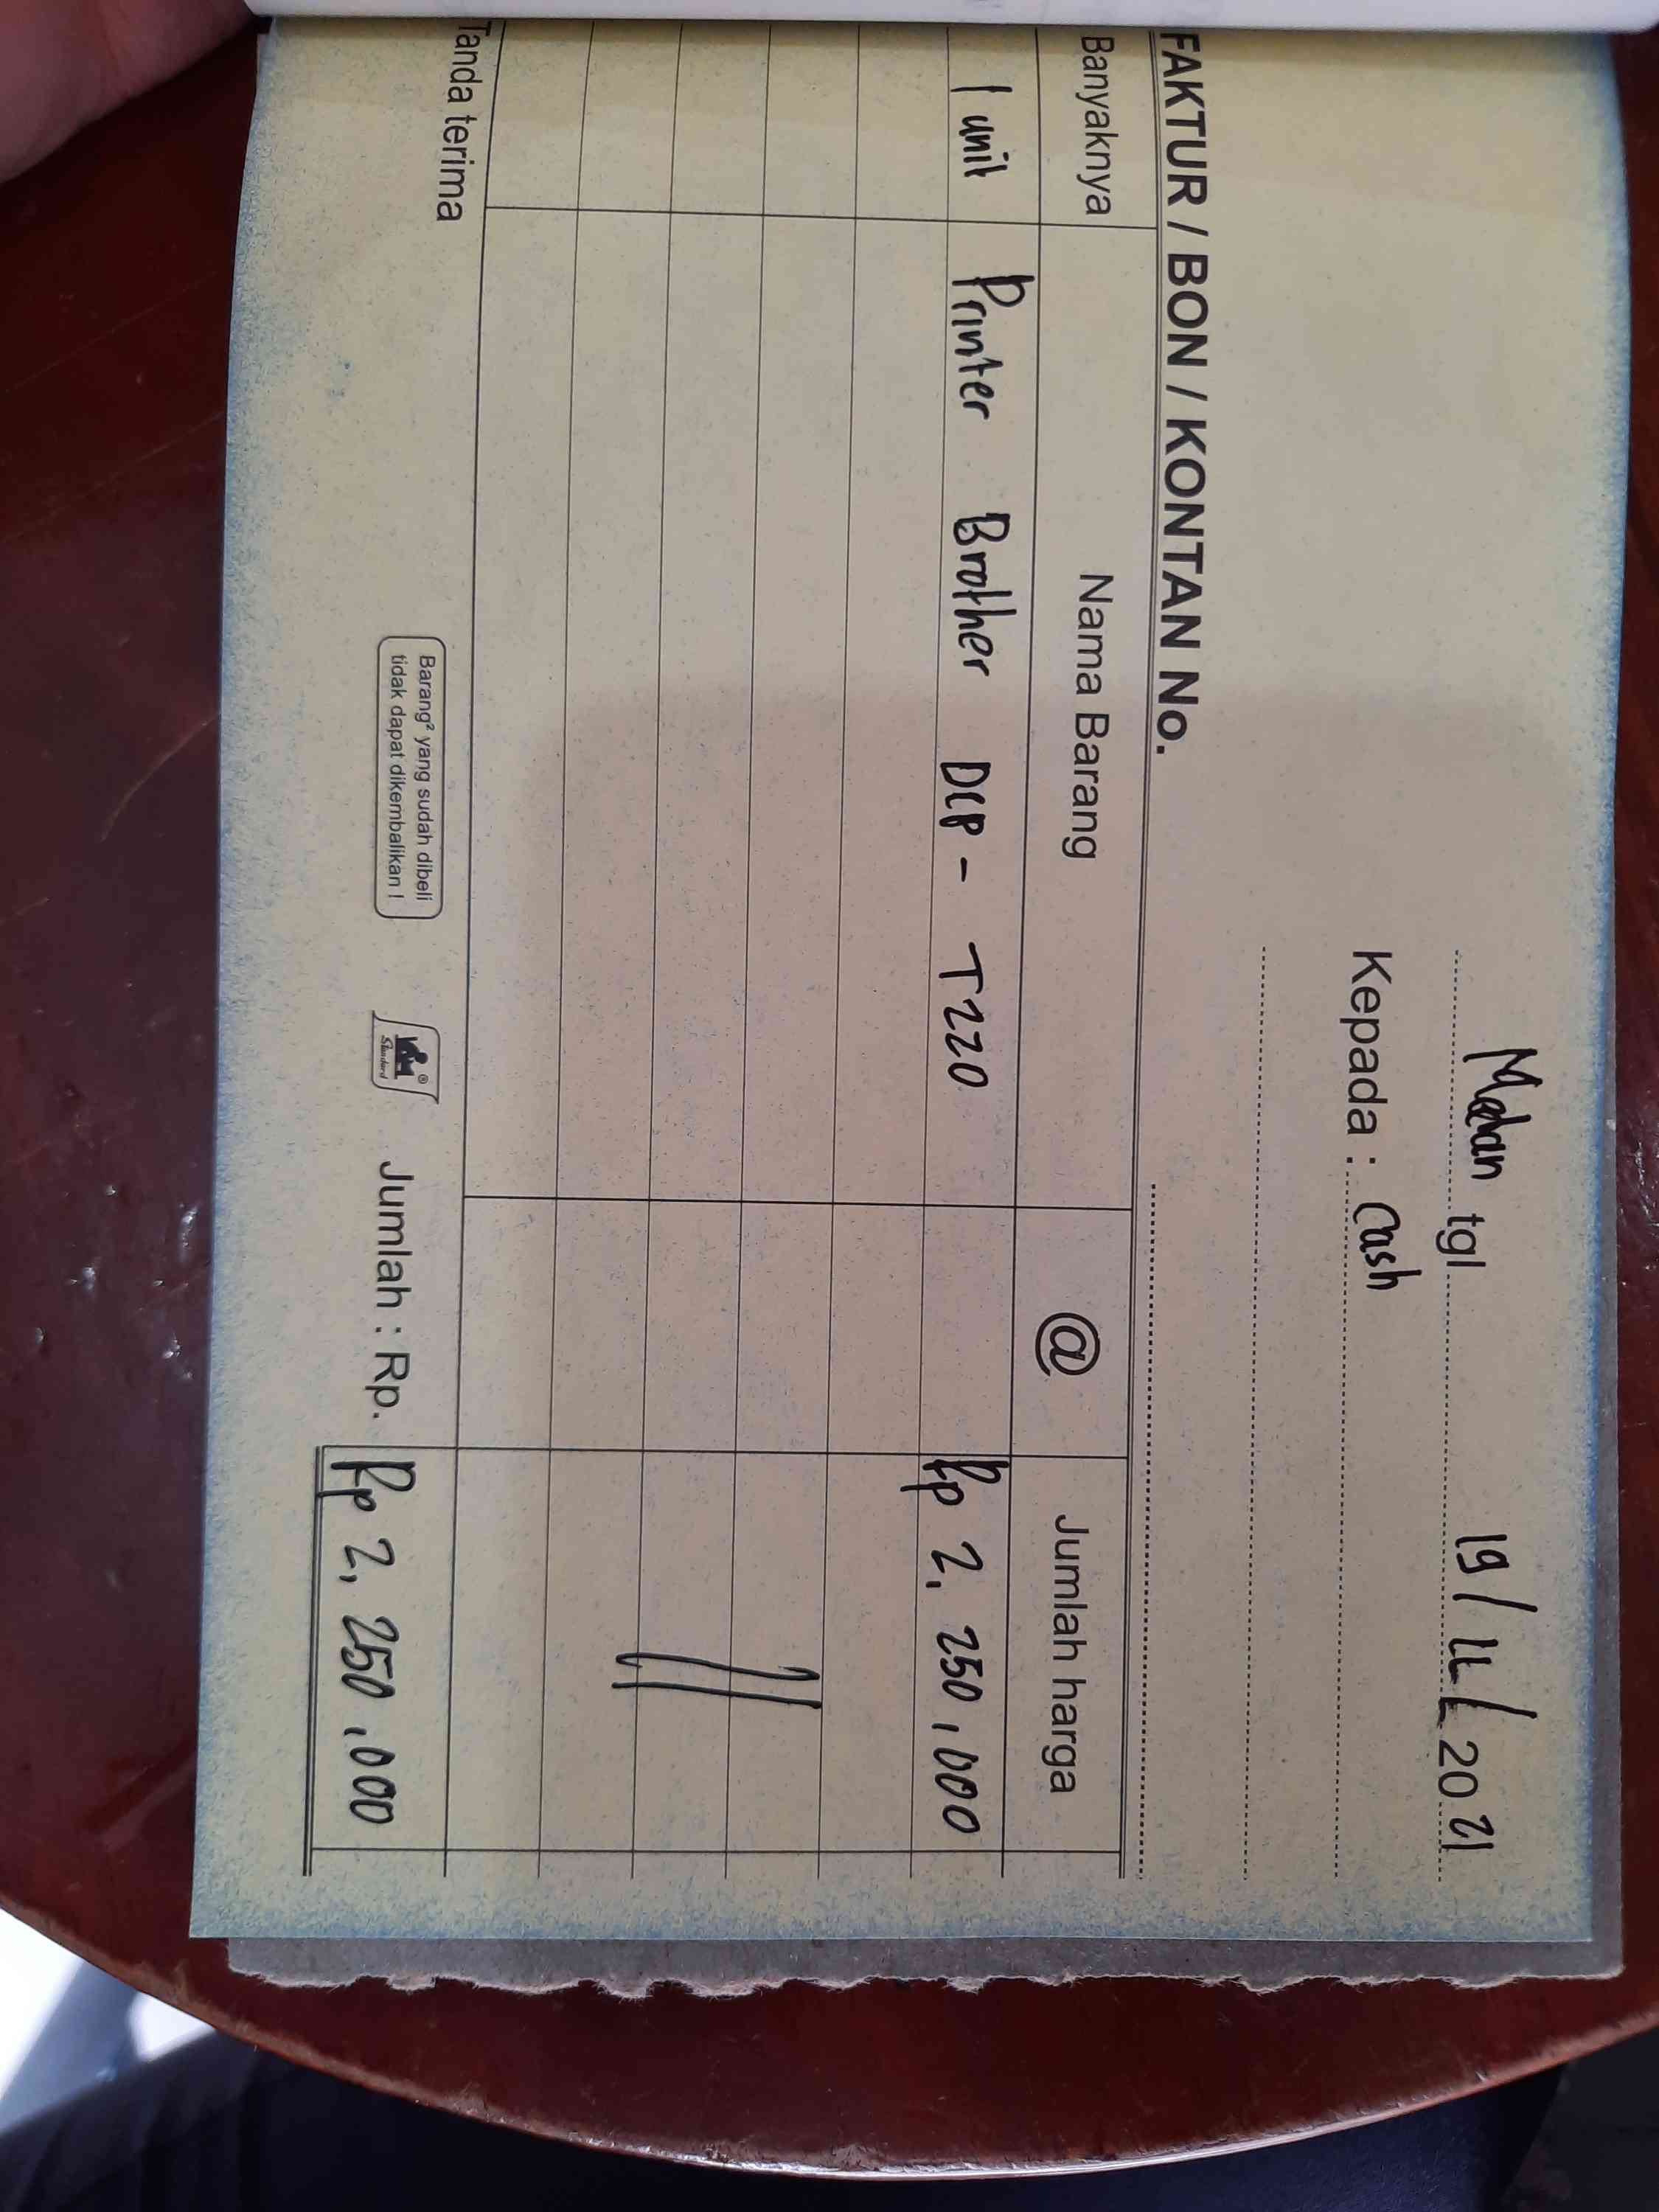 Medan tgl 19/11/2021
Kepada : Cash
FAKTUR / BON / KONTAN No.
Banyaknya Nama Barang @ Jumlah harga
1 unit Printer Brother DCP - T220 Rp 2.250.000
Tanda terima
Barang² yang sudah dibeli
tidak dapat dikembalikan !
Standard ®
Jumlah : Rp. Rp 2.250.000